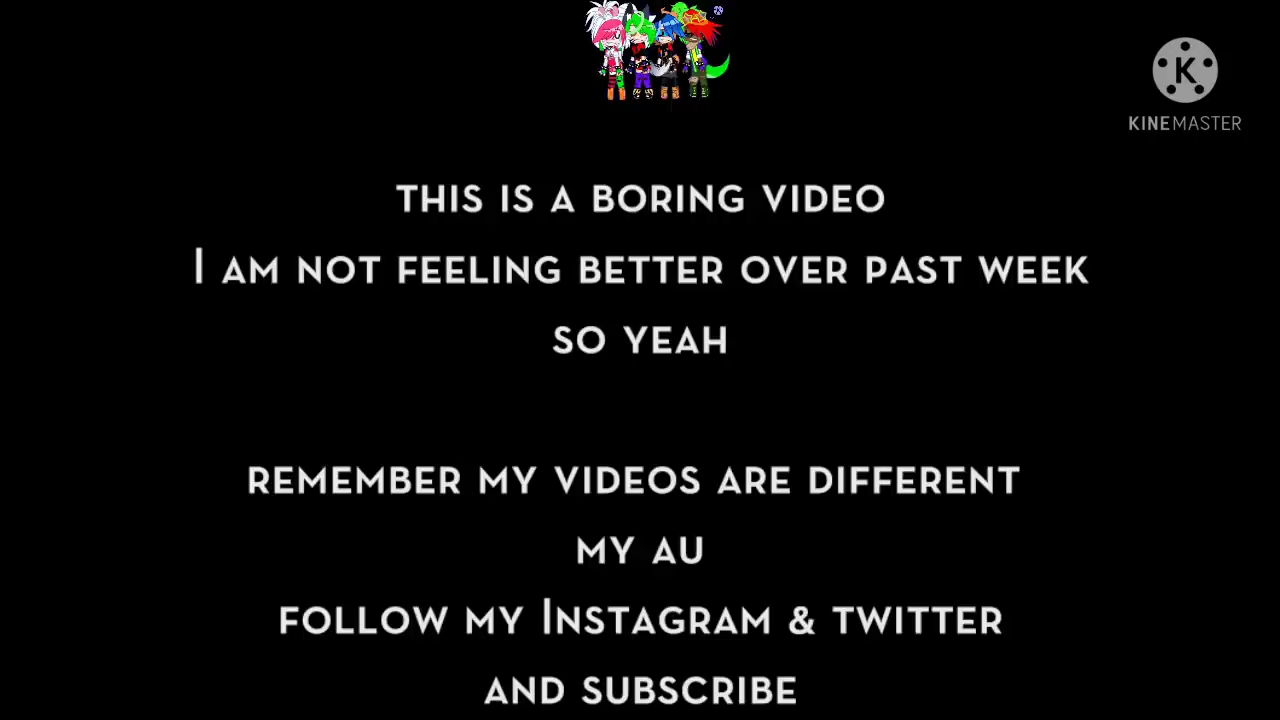 K
KINEMASTER
THIS IS A BORING VIDEO
I AM NOT FEELING BETTER OVER PAST WEEK
SO YEAH
REMEMBER MY VIDEOS ARE DIFFERENT
MY AU
FOLLOW MY INSTAGRAM & TWITTER
AND SUBSCRIBE